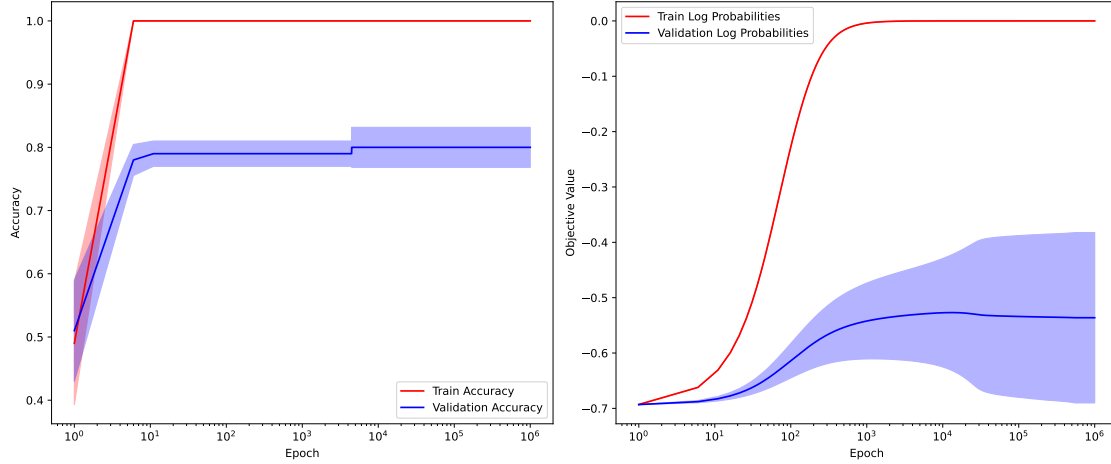 1.0
0.9
0.8
0.7
0.6
0.5
0.4
Accuracy
10⁰ 10¹ 10² 10³ 10⁴ 10⁵ 10⁶
Epoch
Train Accuracy
Validation Accuracy
0.0
−0.1
−0.2
−0.3
−0.4
−0.5
−0.6
−0.7
Objective Value
10⁰ 10¹ 10² 10³ 10⁴ 10⁵ 10⁶
Epoch
Train Log Probabilities
Validation Log Probabilities